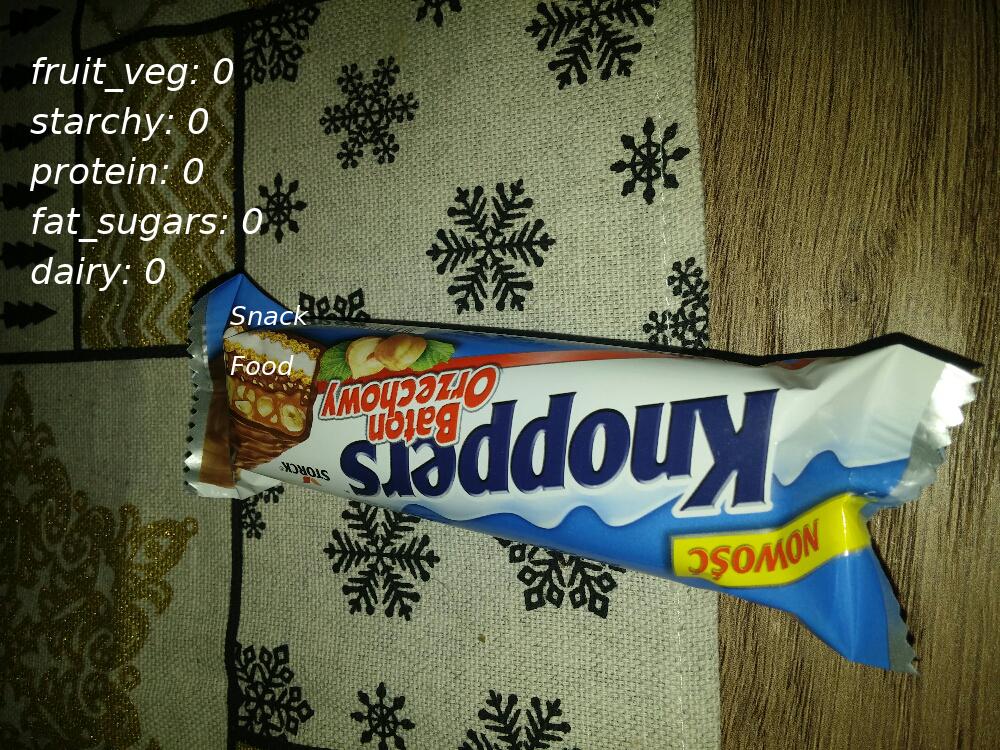 fruit_veg: 0
starchy: 0
protein: 0
fat_sugars: 0
dairy: 0
Snack
Food
Knoppers
Baton
Orzechowy
STORCK
NOWOŚĆ